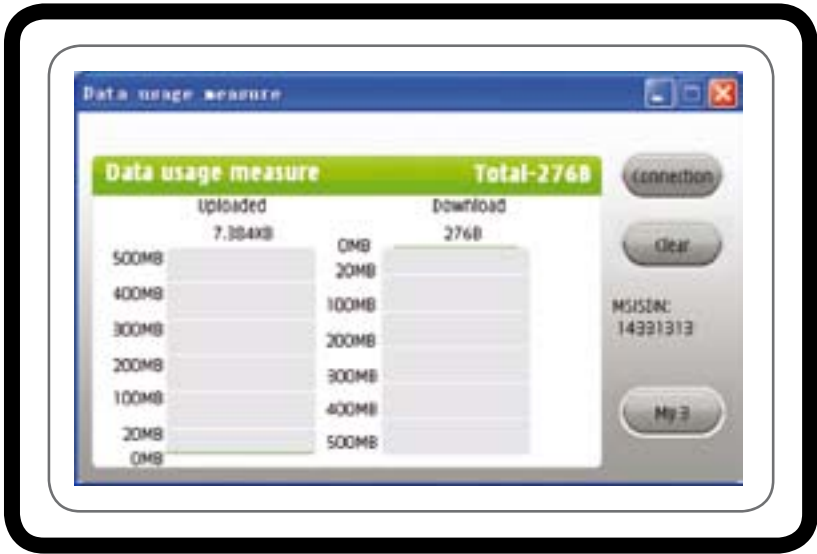 Data usage measure
Data usage measure Total-276B
Uploaded
7.384KB
500MB
400MB
300MB
200MB
100MB
20MB
0MB
Download
276B
0MB
20MB
100MB
200MB
300MB
400MB
500MB
Connection
Clear
MSISDN:
14331313
My 3